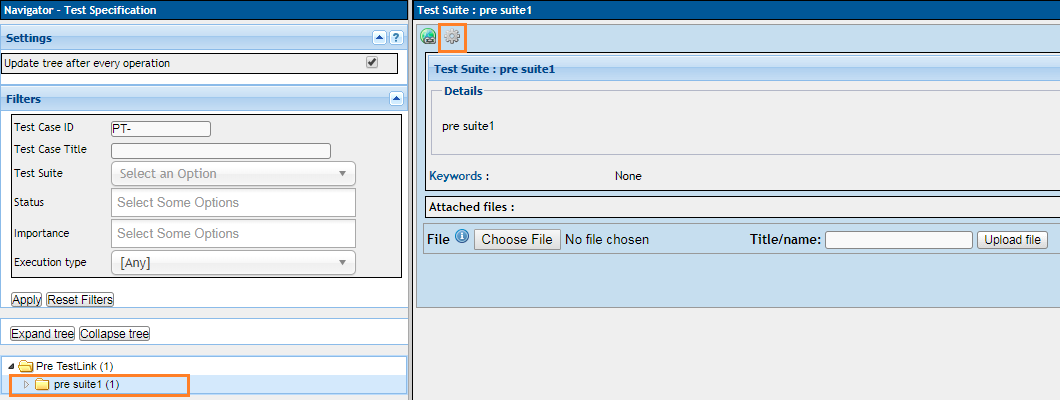 Navigator - Test Specification
Settings
?
Update tree after every operation
Filters
Test Case ID PT-
Test Case Title
Test Suite Select an Option
Status Select Some Options
Importance Select Some Options
Execution type [Any]
Apply Reset Filters
Expand tree Collapse tree
Pre TestLink (1)
pre suite1 (1)
Test Suite : pre suite1
Test Suite : pre suite1
Details
pre suite1
Keywords : None
Attached files :
File i Choose File No file chosen Title/name: Upload file